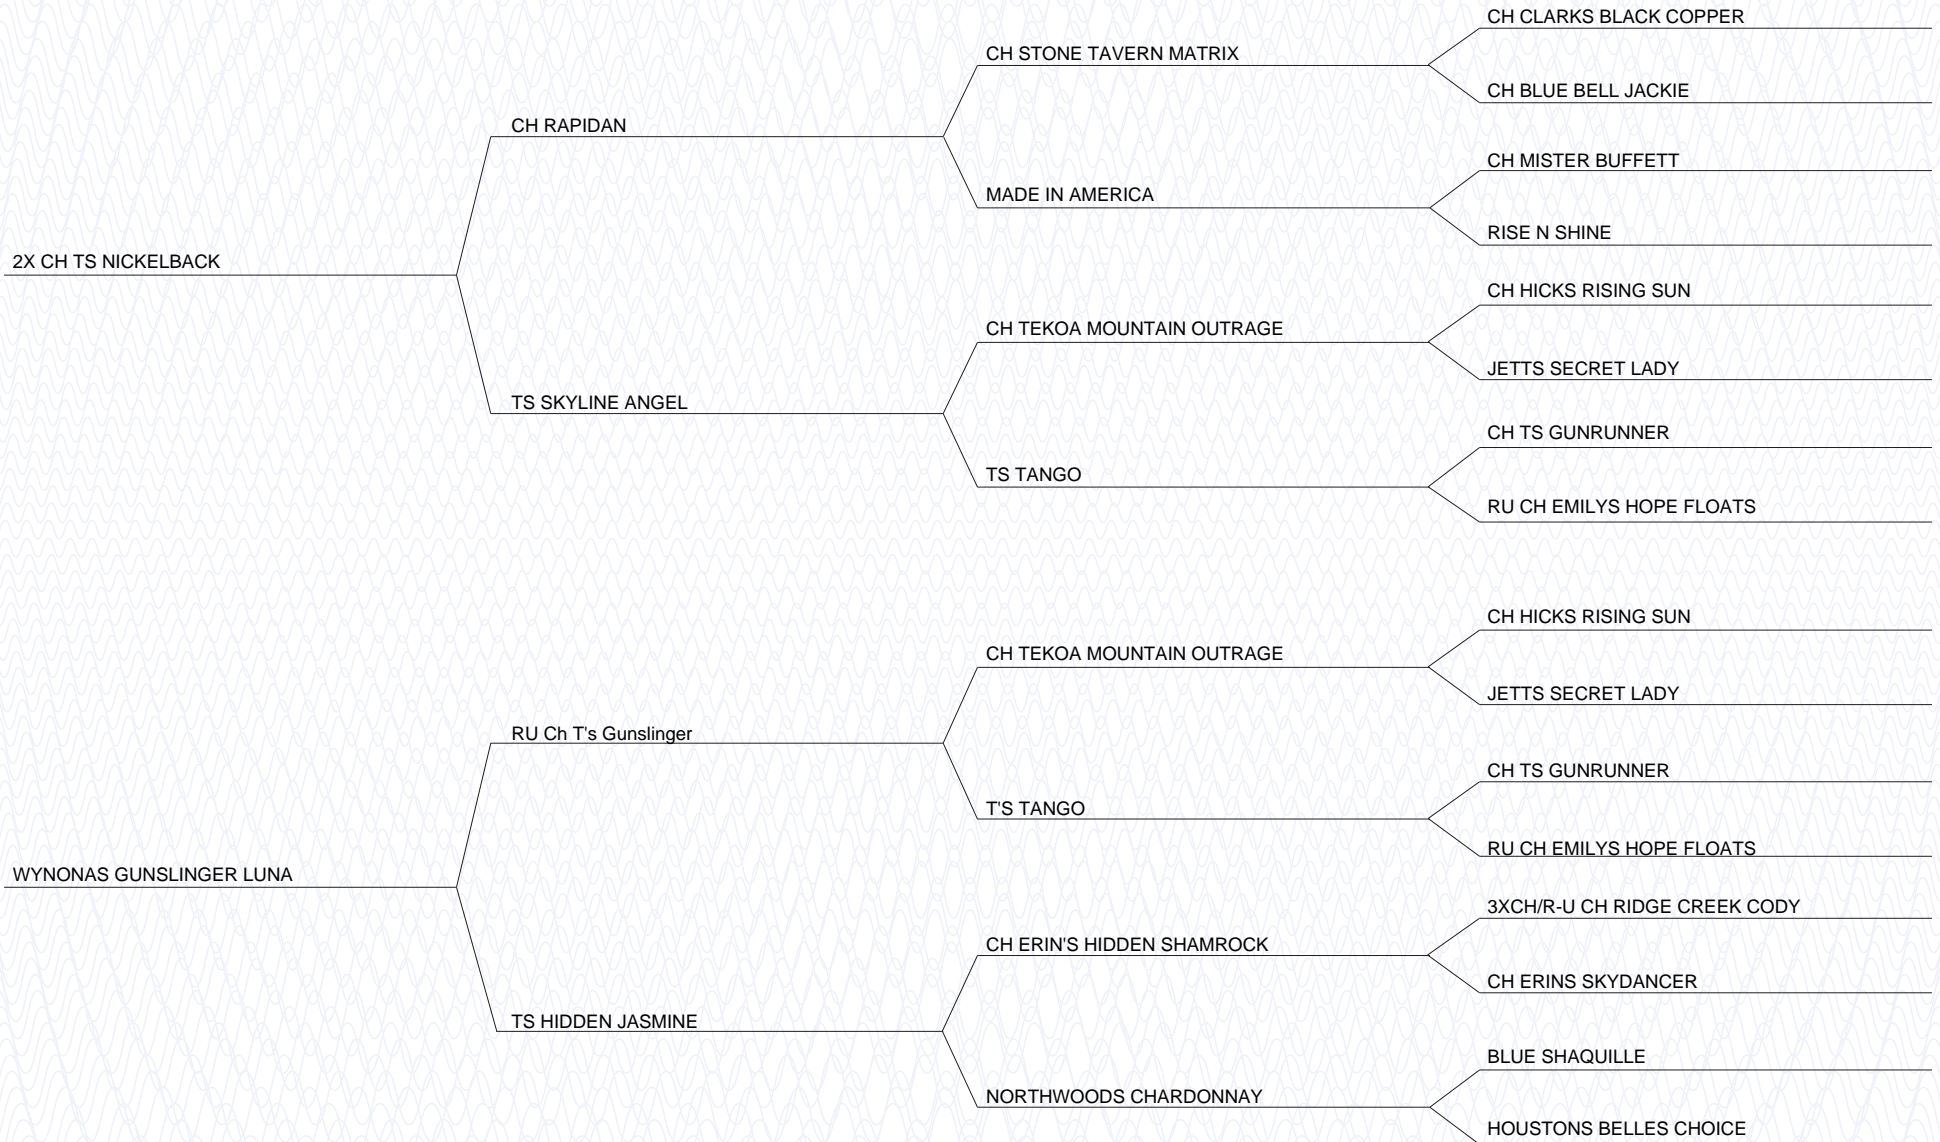 CH CLARKS BLACK COPPER
CH STONE TAVERN MATRIX
CH BLUE BELL JACKIE
CH RAPIDAN
CH MISTER BUFFETT
MADE IN AMERICA
RISE N SHINE
2X CH TS NICKELBACK
CH HICKS RISING SUN
CH TEKOA MOUNTAIN OUTRAGE
JETTS SECRET LADY
TS SKYLINE ANGEL
CH TS GUNRUNNER
TS TANGO
RU CH EMILYS HOPE FLOATS
CH HICKS RISING SUN
CH TEKOA MOUNTAIN OUTRAGE
JETTS SECRET LADY
RU Ch T's Gunslinger
CH TS GUNRUNNER
T'S TANGO
RU CH EMILYS HOPE FLOATS
WYNONAS GUNSLINGER LUNA
3XCH/R-U CH RIDGE CREEK CODY
CH ERIN'S HIDDEN SHAMROCK
CH ERINS SKYDANCER
TS HIDDEN JASMINE
BLUE SHAQUILLE
NORTHWOODS CHARDONNAY
HOUSTONS BELLES CHOICE